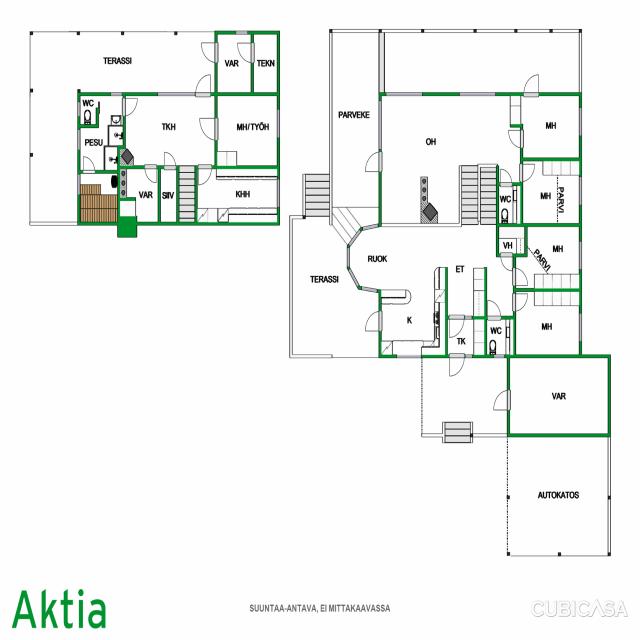 TERASSI
VAR
TEKN
WC
TKH
MH/TYÖH
PESU
VAR
SIIV
KHH
PARVEKE
OH
MH
MH
PARVI
WC
VH
MH
PARVI
RUOK
ET
TERASSI
K
TK
WC
MH
VAR
AUTOKATOS
Aktia
SUUNTAA-ANTAVA, EI MITTAKAAVASSA
CUBICASA